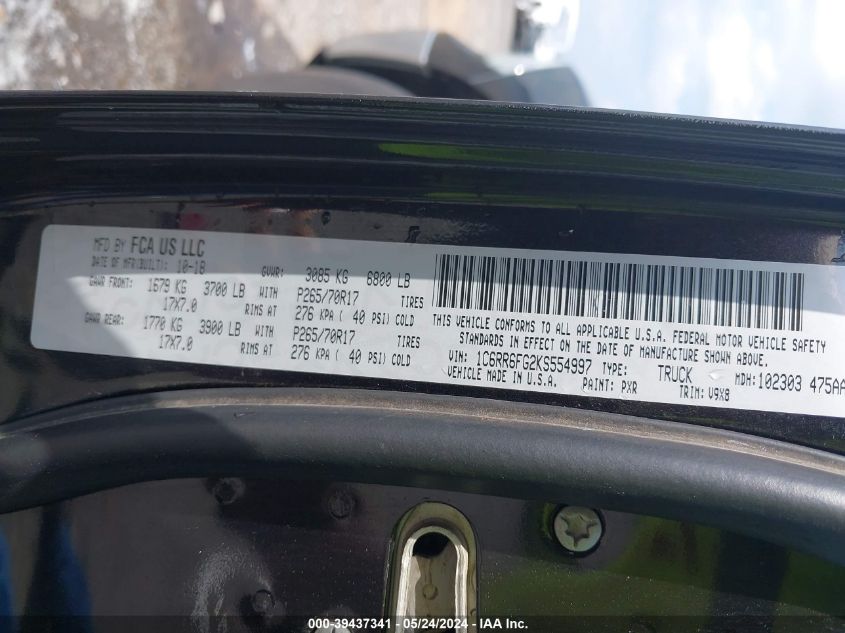 MFD BY FCA US LLC
DATE OF MFR(BUILT): 10-18 GVWR: 3085 KG 6800 LB
GAWR FRONT: 1679 KG 3700 LB WITH P265/70R17 TIRES
17X7.0 RIMS AT 276 KPA ( 40 PSI) COLD
GAWR REAR: 1770 KG 3900 LB WITH P265/70R17 TIRES
17X7.0 RIMS AT 276 KPA ( 40 PSI) COLD
THIS VEHICLE CONFORMS TO ALL APPLICABLE U.S.A. FEDERAL MOTOR VEHICLE SAFETY
STANDARDS IN EFFECT ON THE DATE OF MANUFACTURE SHOWN ABOVE.
VIN: 1C6RR6FG2KS554997 TYPE: TRUCK MDH:102303 475AA
VEHICLE MADE IN U.S.A. PAINT: PXR TRIM: V9X8
000-39437341 / 05/24/2024 / IAA Inc.